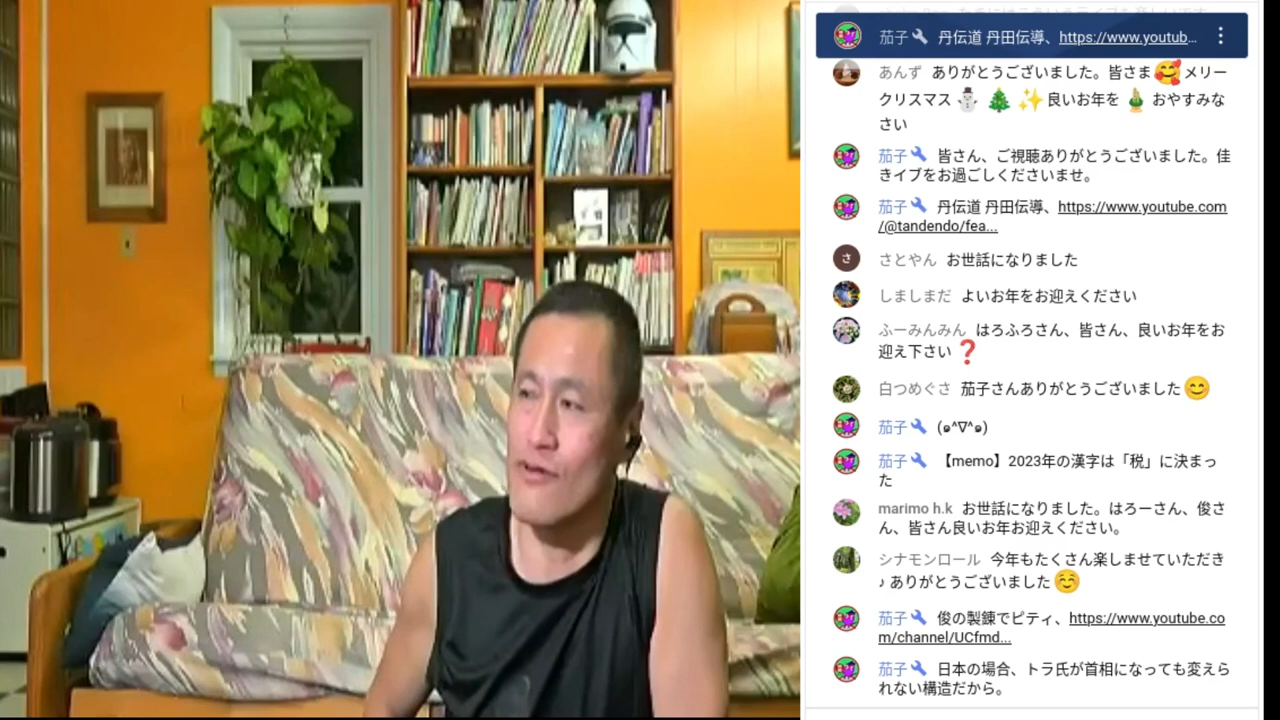 茄子 丹伝道 丹田伝導、https://www.youtub...
あんず ありがとうございました。皆さま🥰メリー
クリスマス⛄🎄✨良いお年を🎍おやすみな
さい
茄子 皆さん、ご視聴ありがとうございました。佳
きイブをお過ごしくださいませ。
茄子 丹伝道 丹田伝導、https://www.youtube.com
/@tandendo/fea...
さ さとやん お世話になりました
しましまだ よいお年をお迎えください
ふーみんみん はろふろさん、皆さん、良いお年をお
迎え下さい❓
白つめぐさ 茄子さんありがとうございました😊
茄子 (๑^∇^๑)
茄子 【memo】2023年の漢字は「税」に決まっ
た
marimo h.k お世話になりました。はろーさん、俊さ
ん、皆さん良いお年お迎えください。
シナモンロール 今年もたくさん楽しませていただき
♪ ありがとうございました☺️
茄子 俊の製錬でピティ、https://www.youtube.co
m/channel/UCfmd...
茄子 日本の場合、トラ氏が首相になっても変えら
れない構造だから。